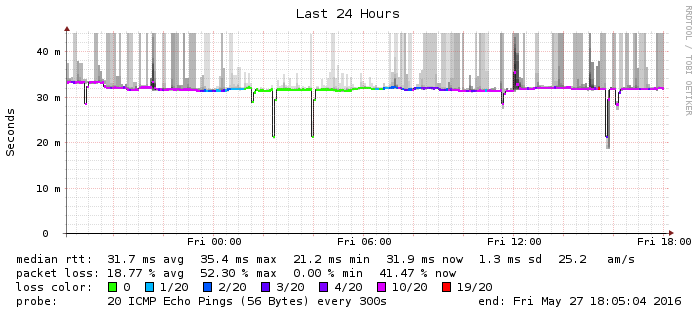 Last 24 Hours
RRDTOOL / TOBI OETIKER
Seconds
40 m
30 m
20 m
10 m
0
Fri 00:00 Fri 06:00 Fri 12:00 Fri 18:00
median rtt: 31.7 ms avg 35.4 ms max 21.2 ms min 31.9 ms now 1.3 ms sd 25.2 am/s
packet loss: 18.77 % avg 52.30 % max 0.00 % min 41.47 % now
loss color: 0 1/20 2/20 3/20 4/20 10/20 19/20
probe: 20 ICMP Echo Pings (56 Bytes) every 300s end: Fri May 27 18:05:04 2016